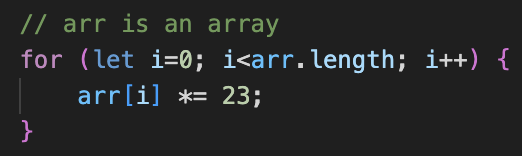 // arr is an array
for (let i=0; i<arr.length; i++) {
    arr[i] *= 23;
}